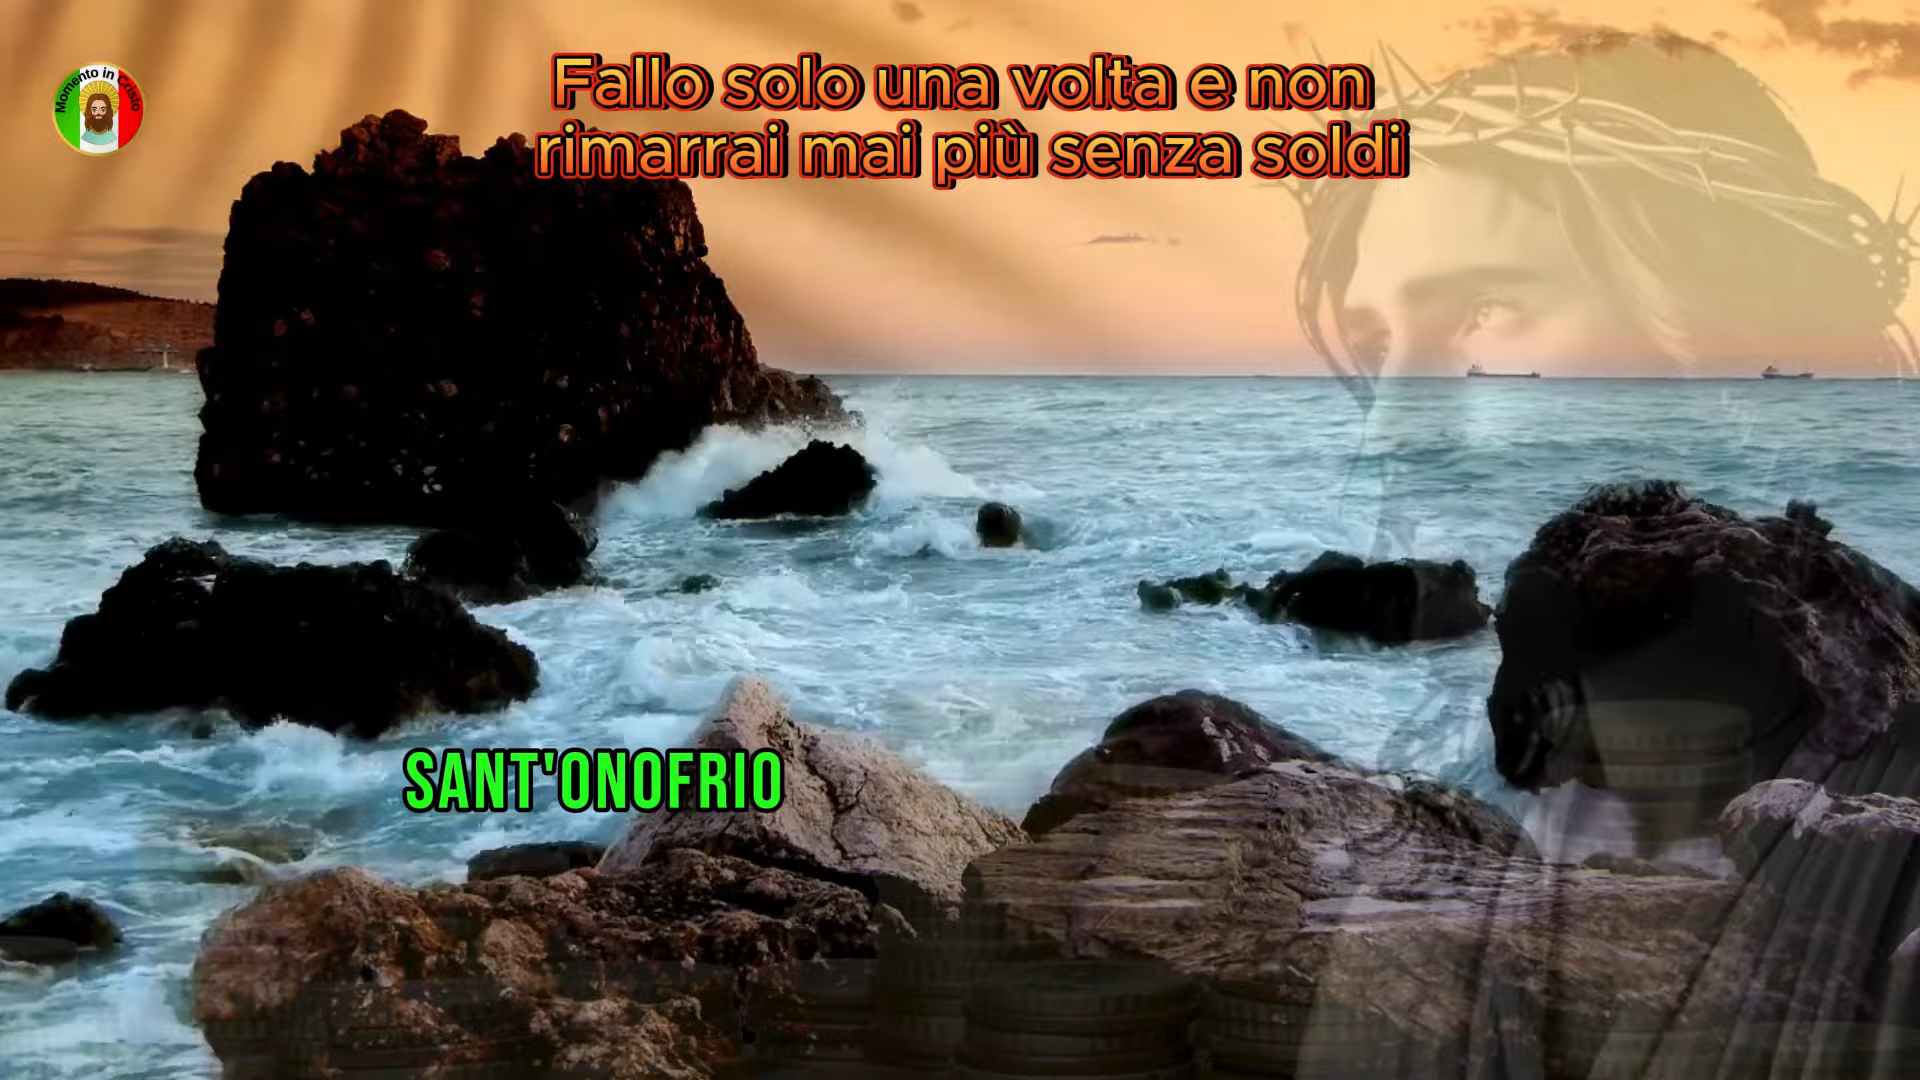 Momento in Cristo
Fallo solo una volta e non
rimarrai mai più senza soldi
SANT'ONOFRIO